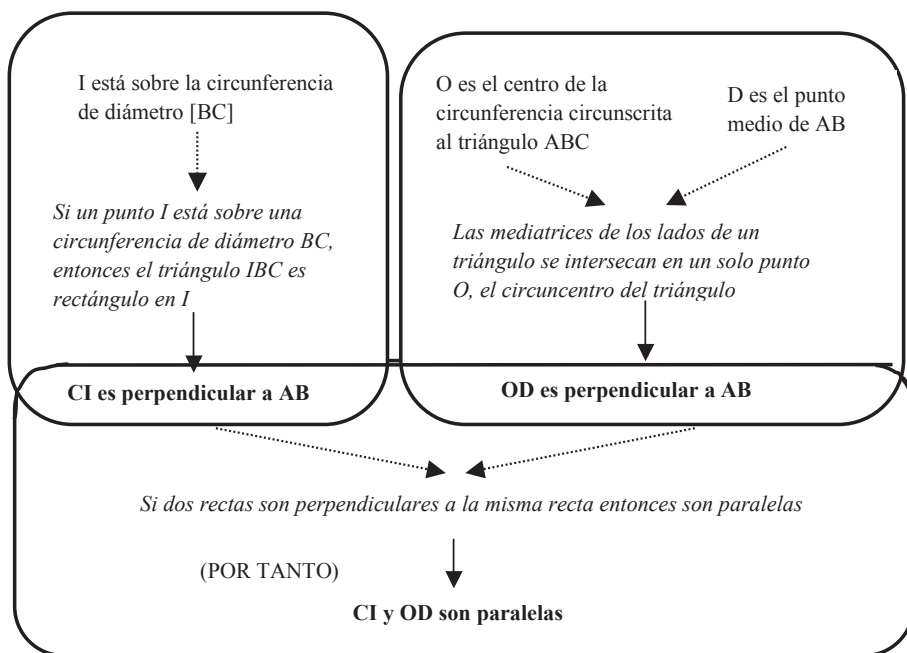 I está sobre la circunferencia
de diámetro [BC]
Si un punto I está sobre una
circunferencia de diámetro BC,
entonces el triángulo IBC es
rectángulo en I
CI es perpendicular a AB
O es el centro de la
circunferencia circunscrita
al triángulo ABC
D es el punto
medio de AB
Las mediatrices de los lados de un
triángulo se intersecan en un solo punto
O, el circuncentro del triángulo
OD es perpendicular a AB
Si dos rectas son perpendiculares a la misma recta entonces son paralelas
(POR TANTO)
CI y OD son paralelas